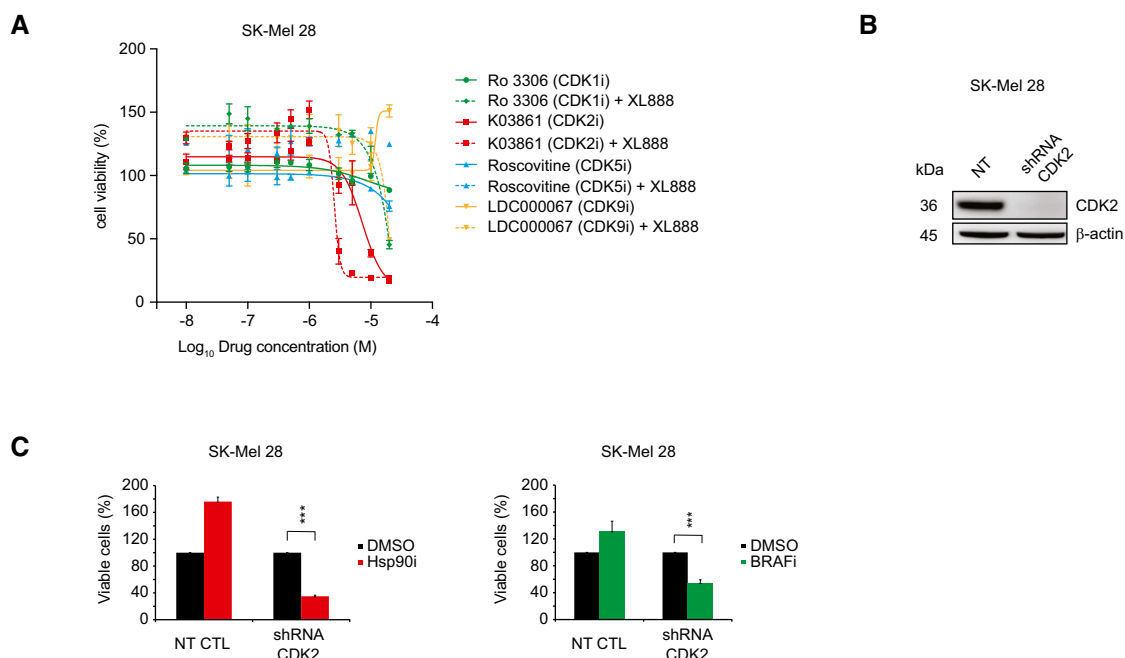 A
SK-Mel 28
200
150
100
50
0
cell viability (%)
-8 -7 -6 -5 -4
Log10 Drug concentration (M)
Ro 3306 (CDK1i)
Ro 3306 (CDK1i) + XL888
K03861 (CDK2i)
K03861 (CDK2i) + XL888
Roscovitine (CDK5i)
Roscovitine (CDK5i) + XL888
LDC000067 (CDK9i)
LDC000067 (CDK9i) + XL888
B
SK-Mel 28
kDa
NT
shRNA
CDK2
36
CDK2
45
β-actin
C
SK-Mel 28
Viable cells (%)
200
160
120
80
40
0
***
DMSO
Hsp90i
NT CTL
shRNA
CDK2
SK-Mel 28
Viable cells (%)
200
160
120
80
40
0
***
DMSO
BRAFi
NT CTL
shRNA
CDK2